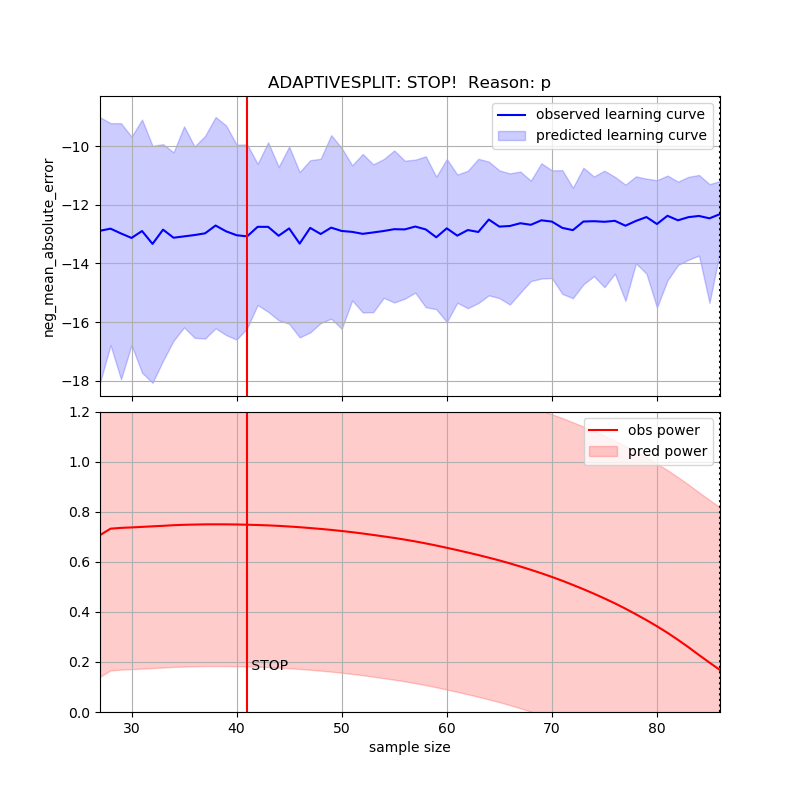 ADAPTIVESPLIT: STOP!  Reason: p
neg_mean_absolute_error
−10
−12
−14
−16
−18
observed learning curve
predicted learning curve
1.2
1.0
0.8
0.6
0.4
0.2
0.0
obs power
pred power
STOP
30 40 50 60 70 80
sample size